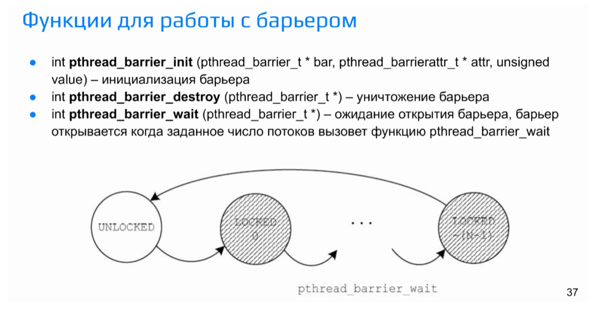 Функции для работы с барьером
● int pthread_barrier_init (pthread_barrier_t * bar, pthread_barrierattr_t * attr, unsigned
value) – инициализация барьера
● int pthread_barrier_destroy (pthread_barrier_t *) – уничтожение барьера
● int pthread_barrier_wait (pthread_barrier_t *) – ожидание открытия барьера, барьер
открывается когда заданное число потоков вызовет функцию pthread_barrier_wait
UNLOCKED
LOCKED
0
...
LOCKED
-(N-1)
pthread_barrier_wait
37